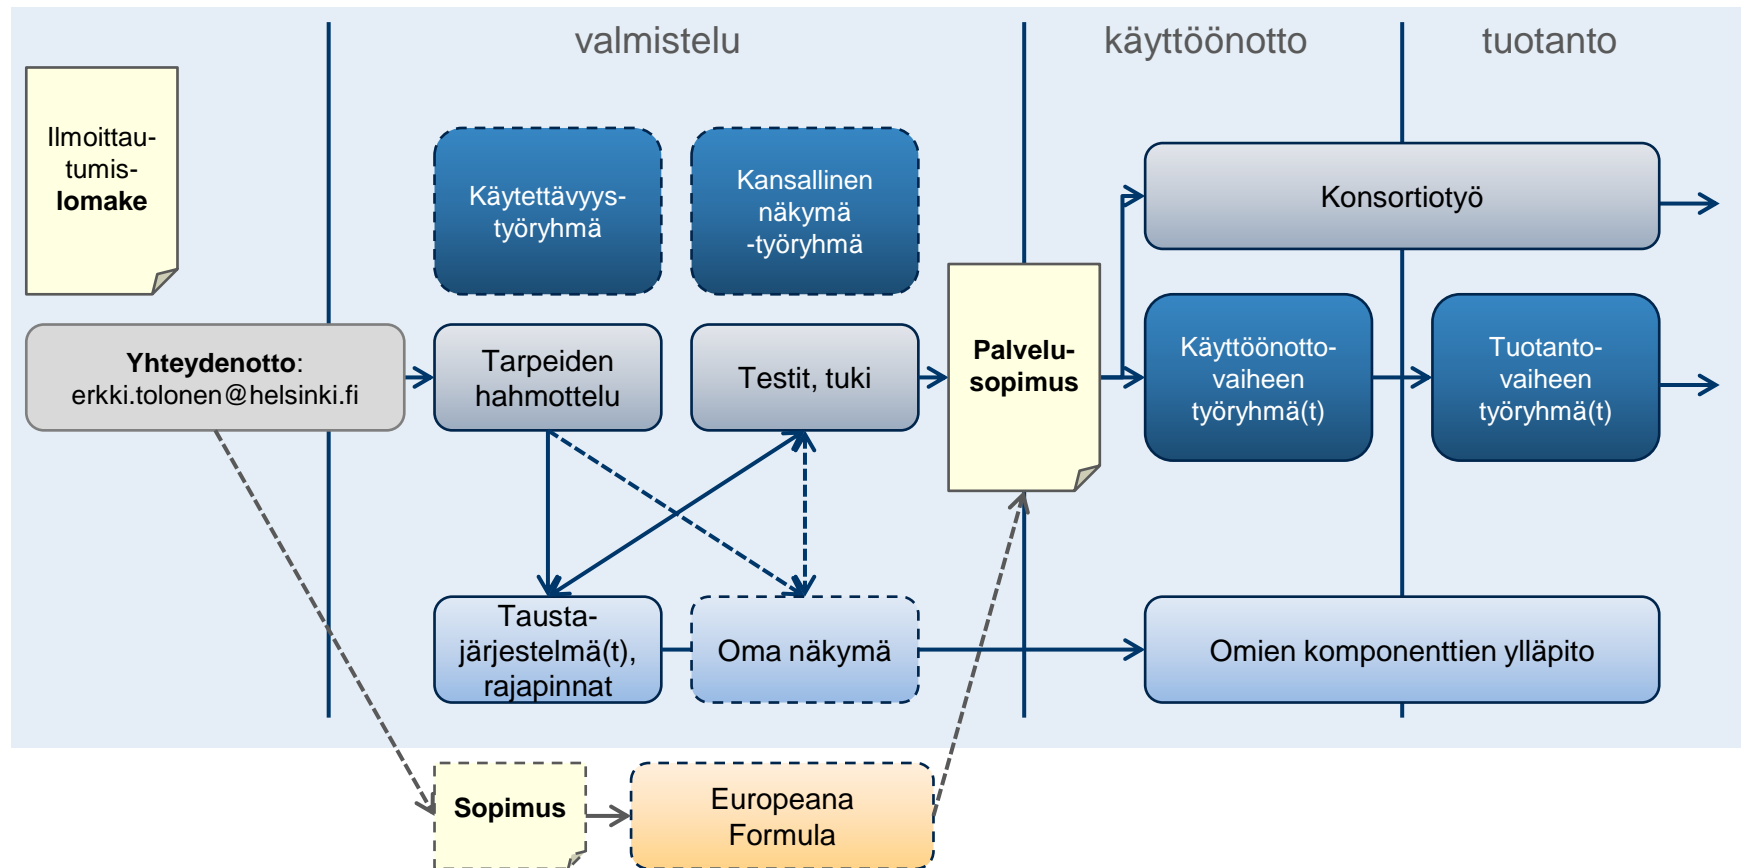 valmistelu
käyttöönotto
tuotanto
Ilmoittau-
tumis-
lomake
Käytettävyys-
työryhmä
Kansallinen
näkymä
-työryhmä
Konsortiotyö
Yhteydenotto:
erkki.tolonen@helsinki.fi
Tarpeiden
hahmottelu
Testit, tuki
Palvelu-
sopimus
Käyttöönotto-
vaiheen
työryhmä(t)
Tuotanto-
vaiheen
työryhmä(t)
Tausta-
järjestelmä(t),
rajapinnat
Oma näkymä
Omien komponenttien ylläpito
Sopimus
Europeana
Formula